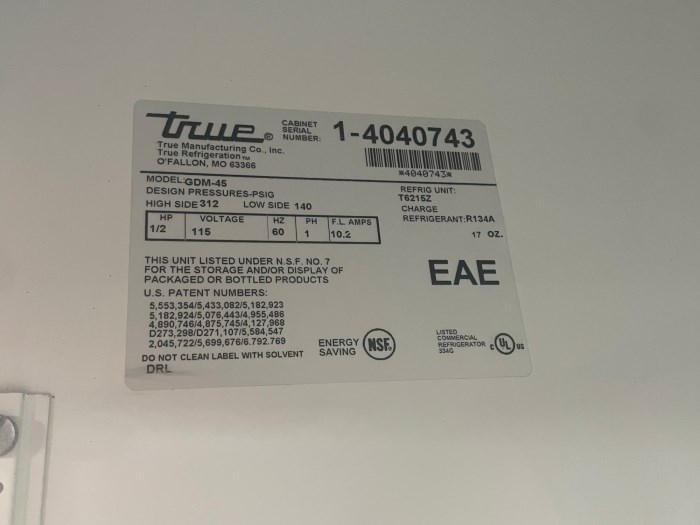 true®
CABINET
SERIAL
NUMBER:
1-4040743
*4040743*
True Manufacturing Co., Inc.
True Refrigeration™
O'FALLON, MO 63366
MODEL: GDM-45
DESIGN PRESSURES-PSIG
HIGH SIDE 312 LOW SIDE 140
REFRIG UNIT:
T6215Z
CHARGE
REFRIGERANT: R134A
17 OZ.
HP VOLTAGE HZ PH F.L. AMPS
1/2 115 60 1 10.2
THIS UNIT LISTED UNDER N.S.F. NO. 7
FOR THE STORAGE AND/OR DISPLAY OF
PACKAGED OR BOTTLED PRODUCTS
EAE
U.S. PATENT NUMBERS:
5,553,354/5,433,082/5,182,923
5,182,924/5,076,443/4,955,486
4,890,746/4,875,745/4,127,968
D273,298/D271,107/5,584,547
2,045,722/5,699,676/6.792.769
DO NOT CLEAN LABEL WITH SOLVENT
DRL
ENERGY
SAVING
NSF.
LISTED
COMMERCIAL
REFRIGERATOR
334G
C UL US